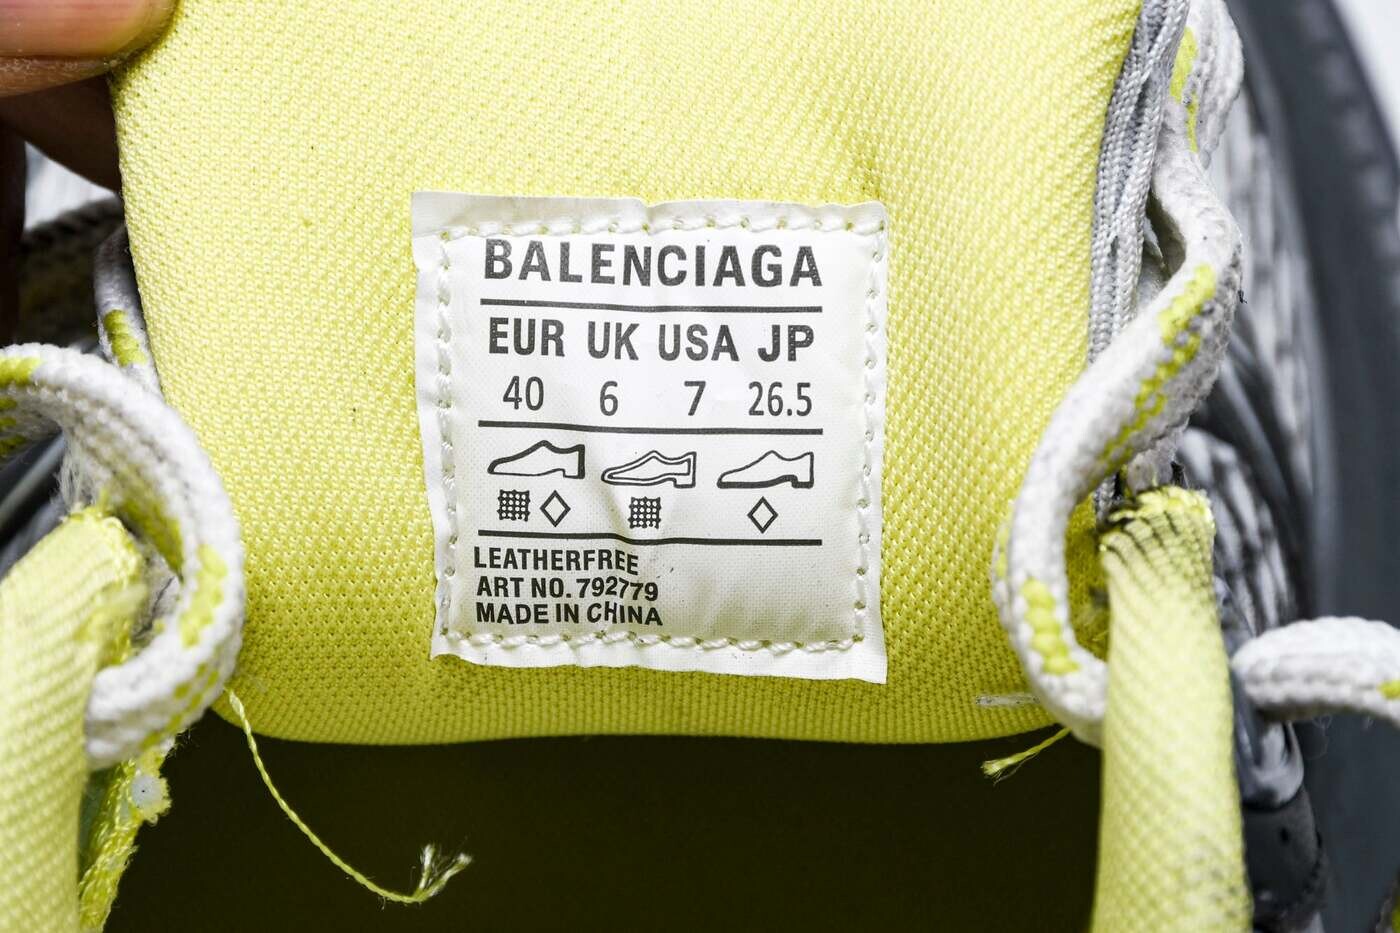 BALENCIAGA
EUR UK USA JP
40 6 7 26.5
LEATHERFREE
ART NO. 792779
MADE IN CHINA